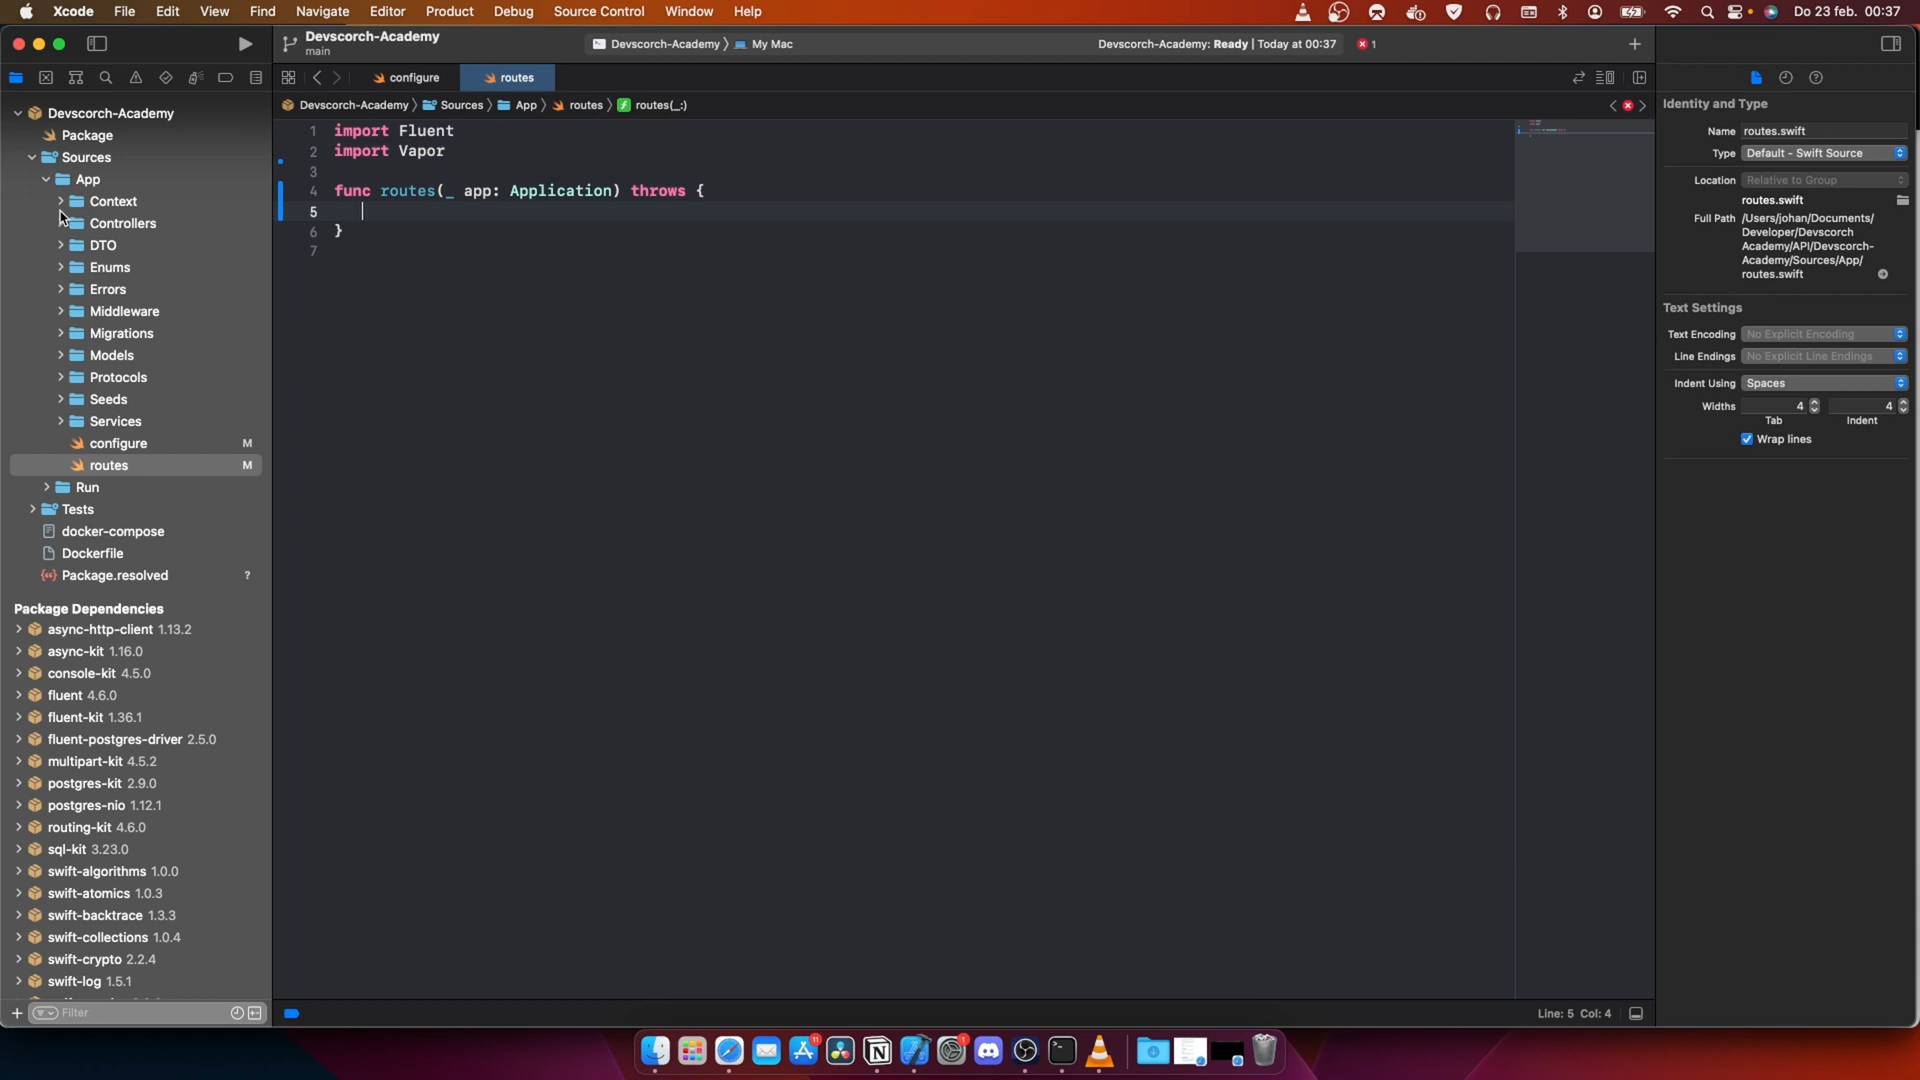 Xcode File Edit View Find Navigate Editor Product Debug Source Control Window Help
Do 23 feb. 00:37
Devscorch-Academy
main
Devscorch-Academy
My Mac
Devscorch-Academy: Ready | Today at 00:37
1
configure
routes
Devscorch-Academy
Sources
App
routes
routes(_:)
Devscorch-Academy
Package
Sources
App
Context
Controllers
DTO
Enums
Errors
Middleware
Migrations
Models
Protocols
Seeds
Services
configure M
routes M
Run
Tests
docker-compose
Dockerfile
Package.resolved ?
Package Dependencies
async-http-client 1.13.2
async-kit 1.16.0
console-kit 4.5.0
fluent 4.6.0
fluent-kit 1.36.1
fluent-postgres-driver 2.5.0
multipart-kit 4.5.2
postgres-kit 2.9.0
postgres-nio 1.12.1
routing-kit 4.6.0
sql-kit 3.23.0
swift-algorithms 1.0.0
swift-atomics 1.0.3
swift-backtrace 1.3.3
swift-collections 1.0.4
swift-crypto 2.2.4
swift-log 1.5.1
Filter
1 import Fluent
2 import Vapor
3
4 func routes(_ app: Application) throws {
5
6 }
7
Line: 5 Col: 4
Identity and Type
Name routes.swift
Type Default - Swift Source
Location Relative to Group
routes.swift
Full Path /Users/johan/Documents/
Developer/Devscorch
Academy/API/Devscorch-
Academy/Sources/App/
routes.swift
Text Settings
Text Encoding No Explicit Encoding
Line Endings No Explicit Line Endings
Indent Using Spaces
Widths 4 4
Tab Indent
Wrap lines
11
1